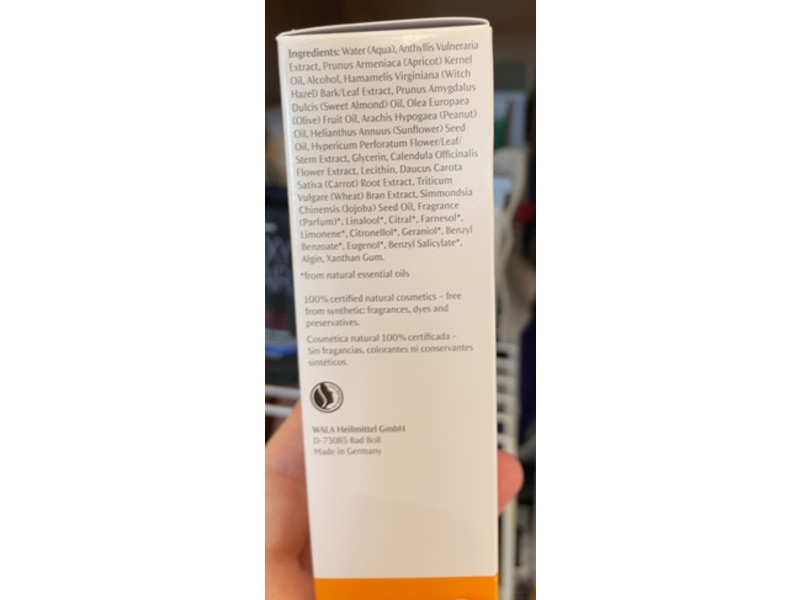 Ingredients: Water (Aqua), Anthyllis Vulneraria
Extract, Prunus Armeniaca (Apricot) Kernel
Oil, Alcohol, Hamamelis Virginiana (Witch
Hazel) Bark/Leaf Extract, Prunus Amygdalus
Dulcis (Sweet Almond) Oil, Olea Europaea
(Olive) Fruit Oil, Arachis Hypogaea (Peanut)
Oil, Helianthus Annuus (Sunflower) Seed
Oil, Hypericum Perforatum Flower/Leaf/
Stem Extract, Glycerin, Calendula Officinalis
Flower Extract, Lecithin, Daucus Carota
Sativa (Carrot) Root Extract, Triticum
Vulgare (Wheat) Bran Extract, Simmondsia
Chinensis (Jojoba) Seed Oil, Fragrance
(Parfum)*, Linalool*, Citral*, Farnesol*,
Limonene*, Citronellol*, Geraniol*, Benzyl
Benzoate*, Eugenol*, Benzyl Salicylate*,
Algin, Xanthan Gum.
*from natural essential oils
100% certified natural cosmetics – free
from synthetic: fragrances, dyes and
preservatives.
Cosmética natural 100% certificada –
Sin fragancias, colorantes ni conservantes
sintéticos.
WALA Heilmittel GmbH
D-73085 Bad Boll
Made in Germany